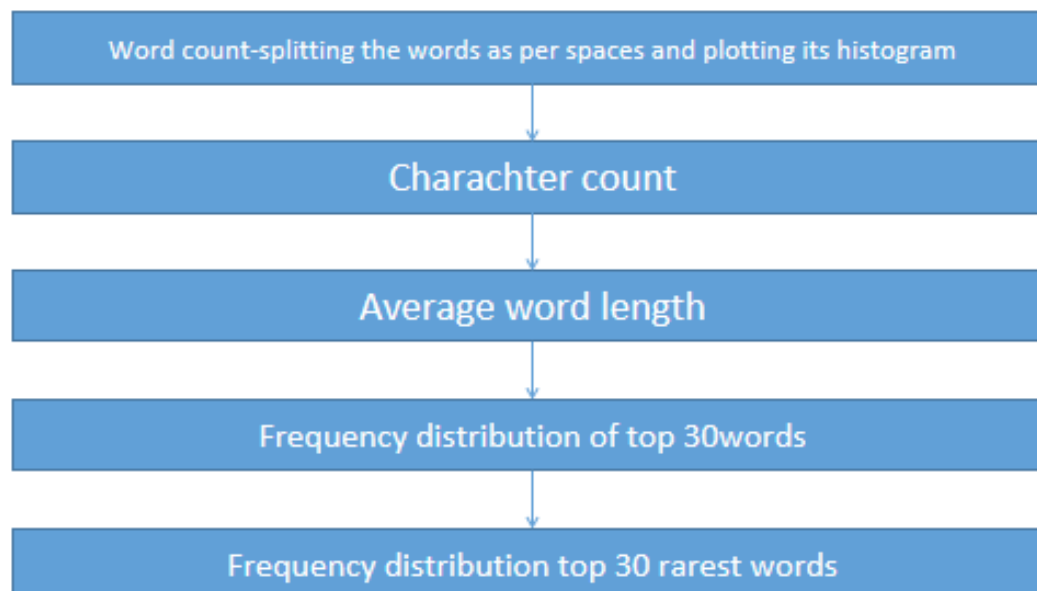 Word count-splitting the words as per spaces and plotting its histogram
Charachter count
Average word length
Frequency distribution of top 30words
Frequency distribution top 30 rarest words